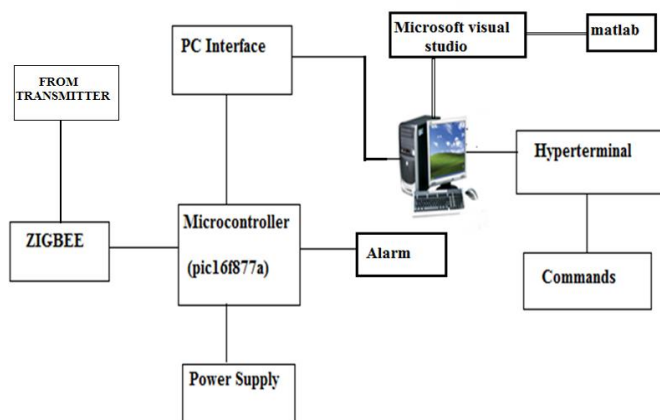 Microsoft visual
studio
matlab
PC Interface
FROM
TRANSMITTER
Hyperterminal
ZIGBEE
Microcontroller
(pic16f877a)
Alarm
Commands
Power Supply